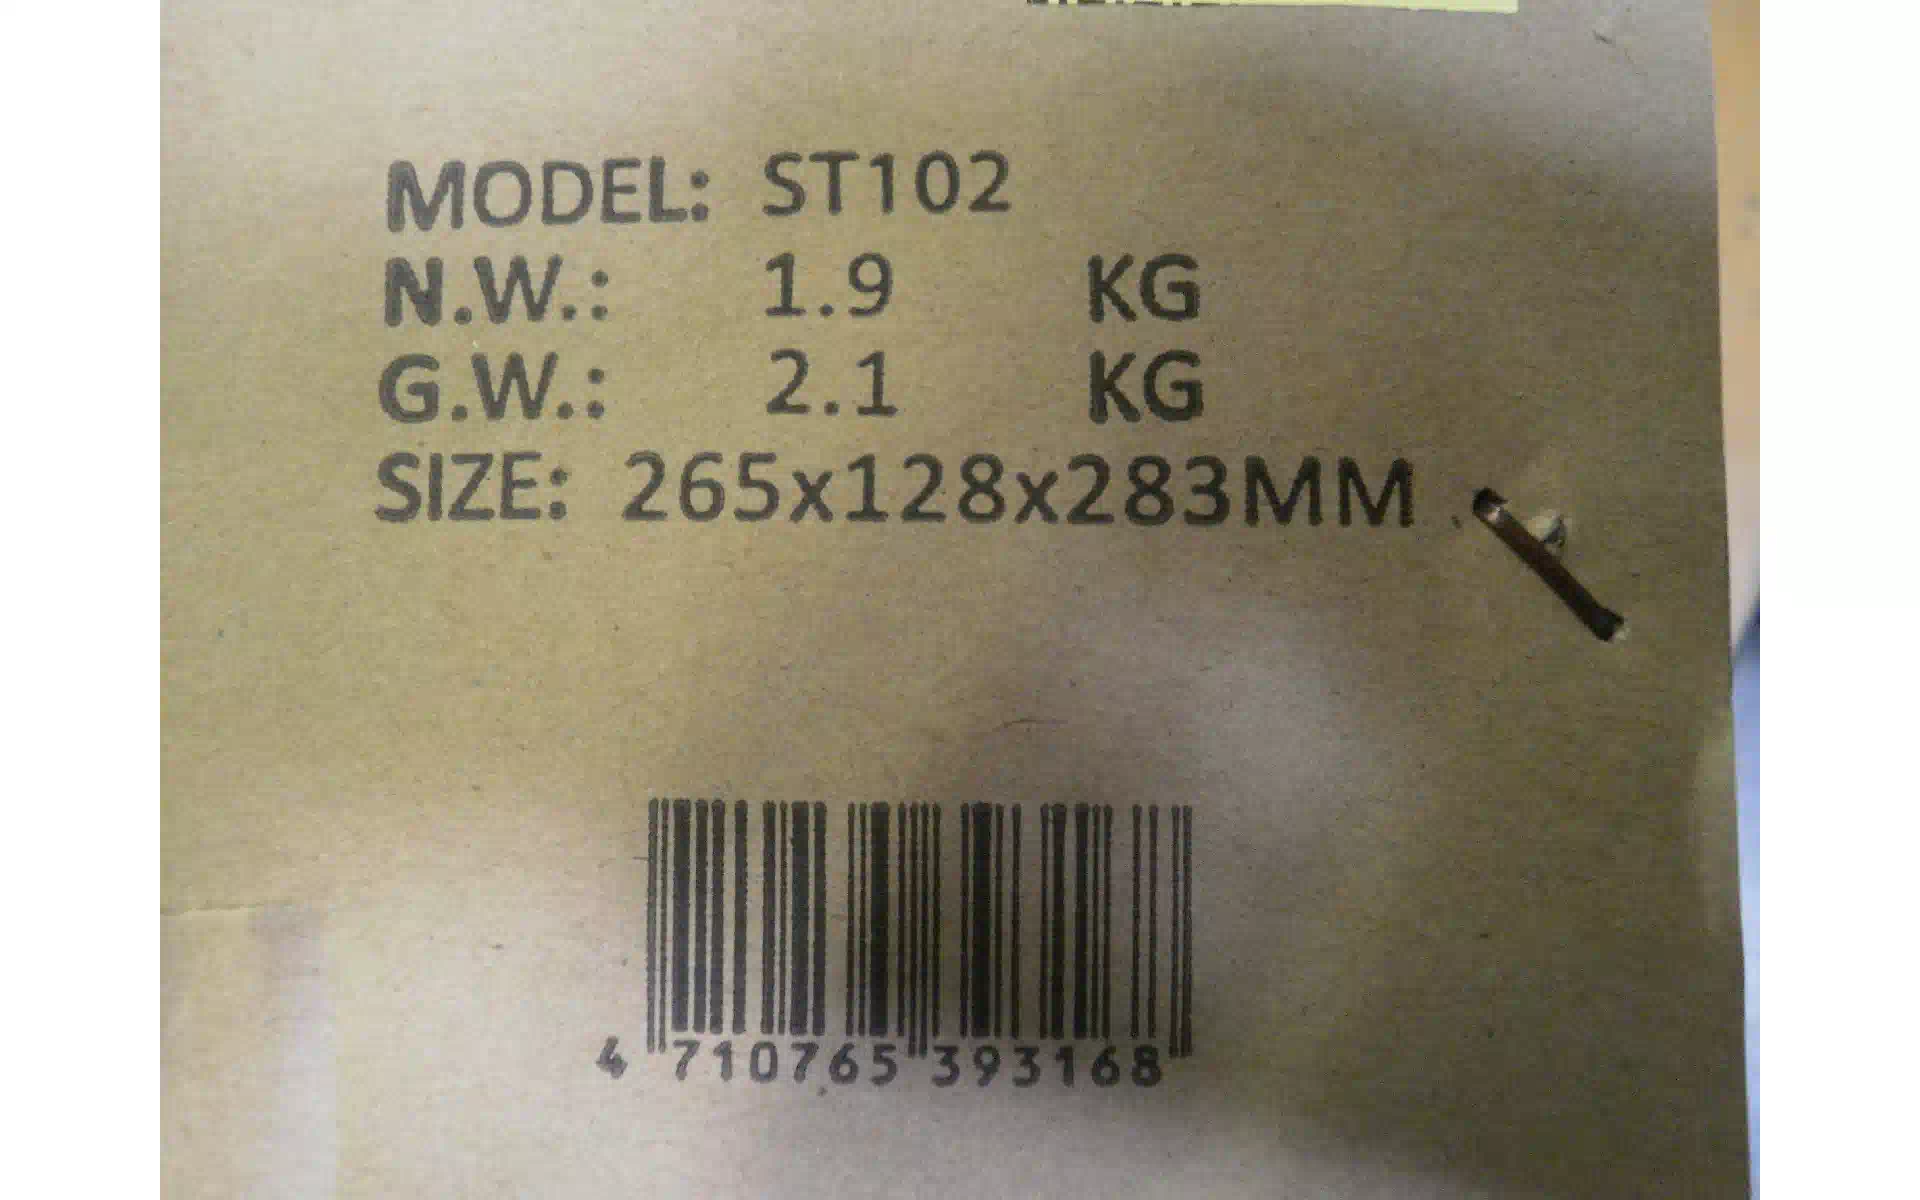 MODEL: ST102
N.W.: 1.9 KG
G.W.: 2.1 KG
SIZE: 265x128x283MM
4 710765 393168